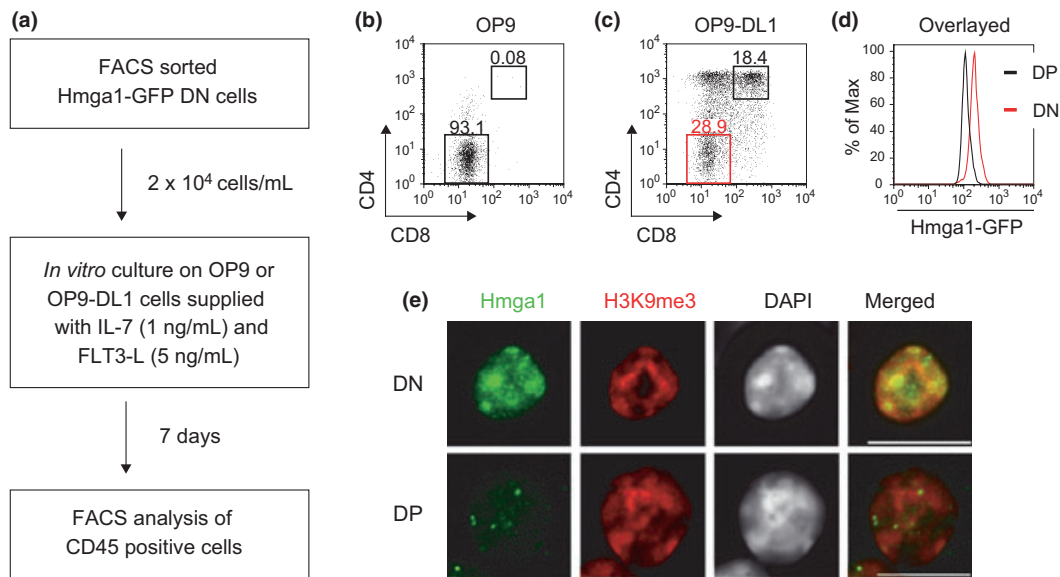 (a)
FACS sorted
Hmga1-GFP DN cells
2 x 10⁴ cells/mL
In vitro culture on OP9 or
OP9-DL1 cells supplied
with IL-7 (1 ng/mL) and
FLT3-L (5 ng/mL)
7 days
FACS analysis of
CD45 positive cells
(b)
OP9
10⁴
10³
10²
10¹
10⁰
0.08
93.1
10⁰ 10¹ 10² 10³ 10⁴
CD4
CD8
(c)
OP9-DL1
10⁴
10³
10²
10¹
10⁰
18.4
28.9
10⁰ 10¹ 10² 10³ 10⁴
CD4
CD8
(d)
Overlayed
100
80
60
40
20
0
% of Max
DP
DN
10⁰ 10¹ 10² 10³ 10⁴
Hmga1-GFP
(e)
Hmga1 H3K9me3 DAPI Merged
DN
DP